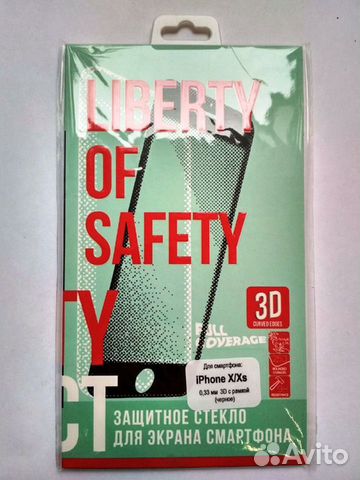 LIBERTY
OF
SAFETY
TY
CT
3D
CURVED EDGES
FULL
COVERAGE
Для смартфона:
iPhone X/Xs
0,33 мм 3D с рамкой
(черное)
ЗАЩИТНОЕ СТЕКЛО
ДЛЯ ЭКРАНА СМАРТФОНА
Avito